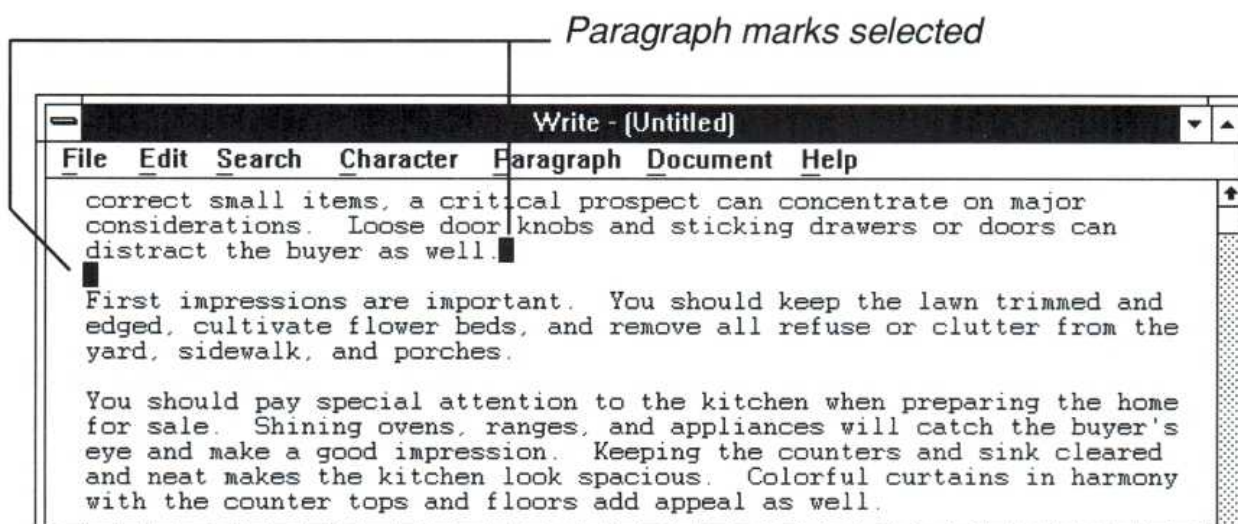 Paragraph marks selected
Write - (Untitled)
File Edit Search Character Paragraph Document Help
correct small items, a critical prospect can concentrate on major
considerations. Loose door knobs and sticking drawers or doors can
distract the buyer as well.
First impressions are important. You should keep the lawn trimmed and
edged, cultivate flower beds, and remove all refuse or clutter from the
yard, sidewalk, and porches.
You should pay special attention to the kitchen when preparing the home
for sale. Shining ovens, ranges, and appliances will catch the buyer's
eye and make a good impression. Keeping the counters and sink cleared
and neat makes the kitchen look spacious. Colorful curtains in harmony
with the counter tops and floors add appeal as well.